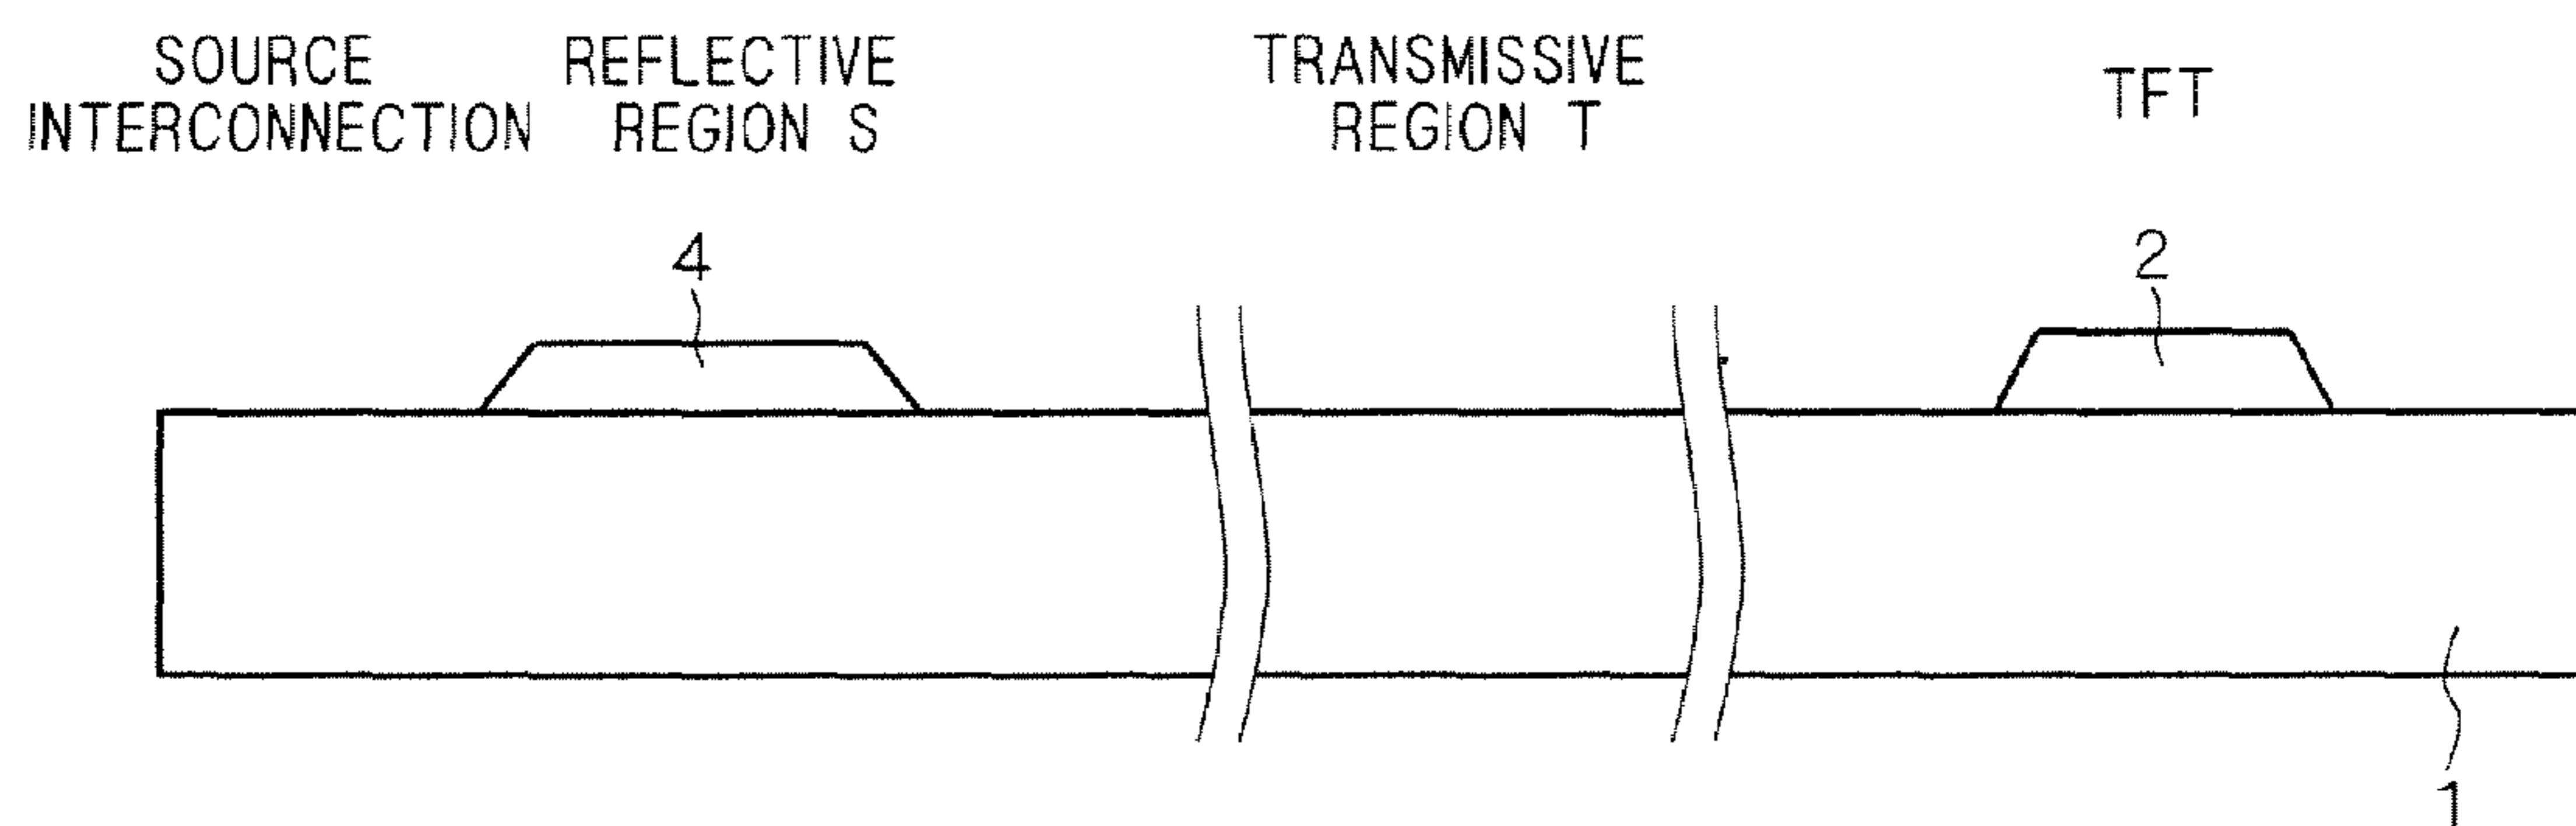 SOURCE
INTERCONNECTION
REFLECTIVE
REGION S
TRANSMISSIVE
REGION T
TFT
4
2
1